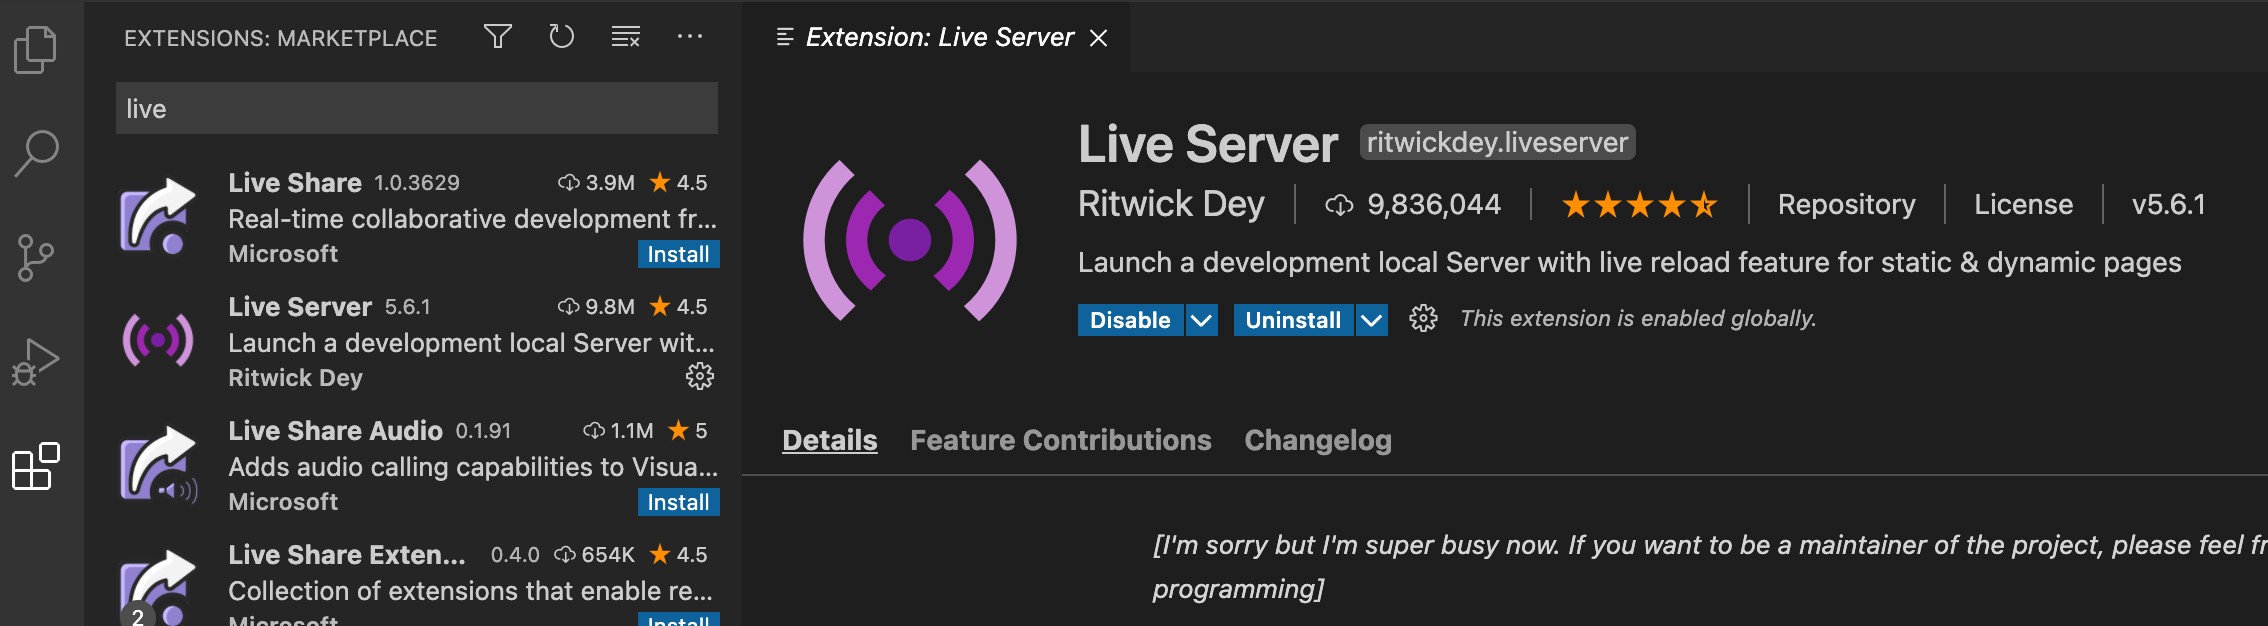 EXTENSIONS: MARKETPLACE
live
Live Share 1.0.3629 3.9M 4.5
Real-time collaborative development fr...
Microsoft Install
Live Server 5.6.1 9.8M 4.5
Launch a development local Server wit...
Ritwick Dey
Live Share Audio 0.1.91 1.1M 5
Adds audio calling capabilities to Visua...
Microsoft Install
Live Share Exten... 0.4.0 654K 4.5
Collection of extensions that enable re...
2 Microsoft Install
Extension: Live Server
Live Server ritwickdey.liveserver
Ritwick Dey 9,836,044 Repository License v5.6.1
Launch a development local Server with live reload feature for static & dynamic pages
Disable Uninstall This extension is enabled globally.
Details Feature Contributions Changelog
[I'm sorry but I'm super busy now. If you want to be a maintainer of the project, please feel fr
programming]